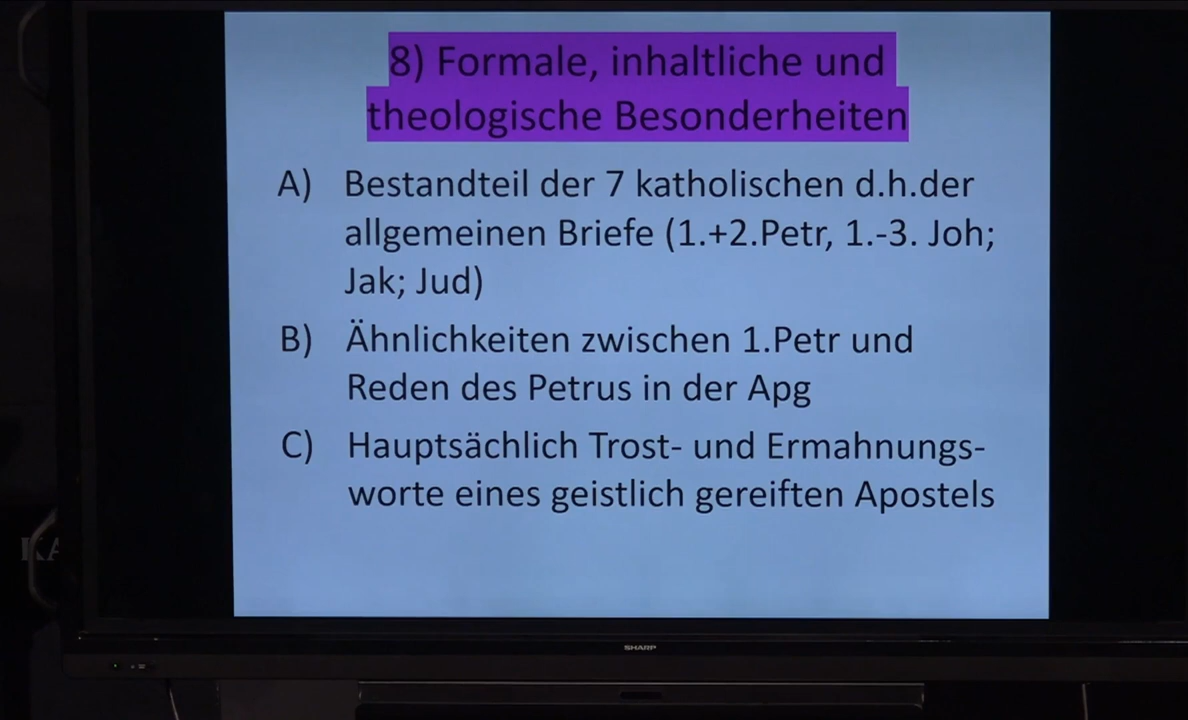 8) Formale, inhaltliche und
theologische Besonderheiten
A) Bestandteil der 7 katholischen d.h.der
allgemeinen Briefe (1.+2.Petr, 1.-3. Joh;
Jak; Jud)
B) Ähnlichkeiten zwischen 1.Petr und
Reden des Petrus in der Apg
C) Hauptsächlich Trost- und Ermahnungs-
worte eines geistlich gereiften Apostels
KA
SHARP